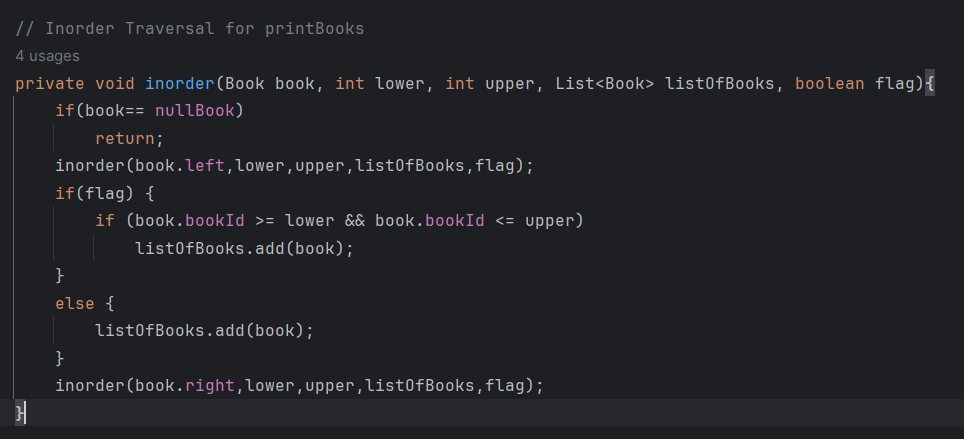 // Inorder Traversal for printBooks
4 usages
private void inorder(Book book, int lower, int upper, List<Book> listOfBooks, boolean flag){
    if(book== nullBook)
        return;
    inorder(book.left,lower,upper,listOfBooks,flag);
    if(flag) {
        if (book.bookId >= lower && book.bookId <= upper)
            listOfBooks.add(book);
    }
    else {
        listOfBooks.add(book);
    }
    inorder(book.right,lower,upper,listOfBooks,flag);
}